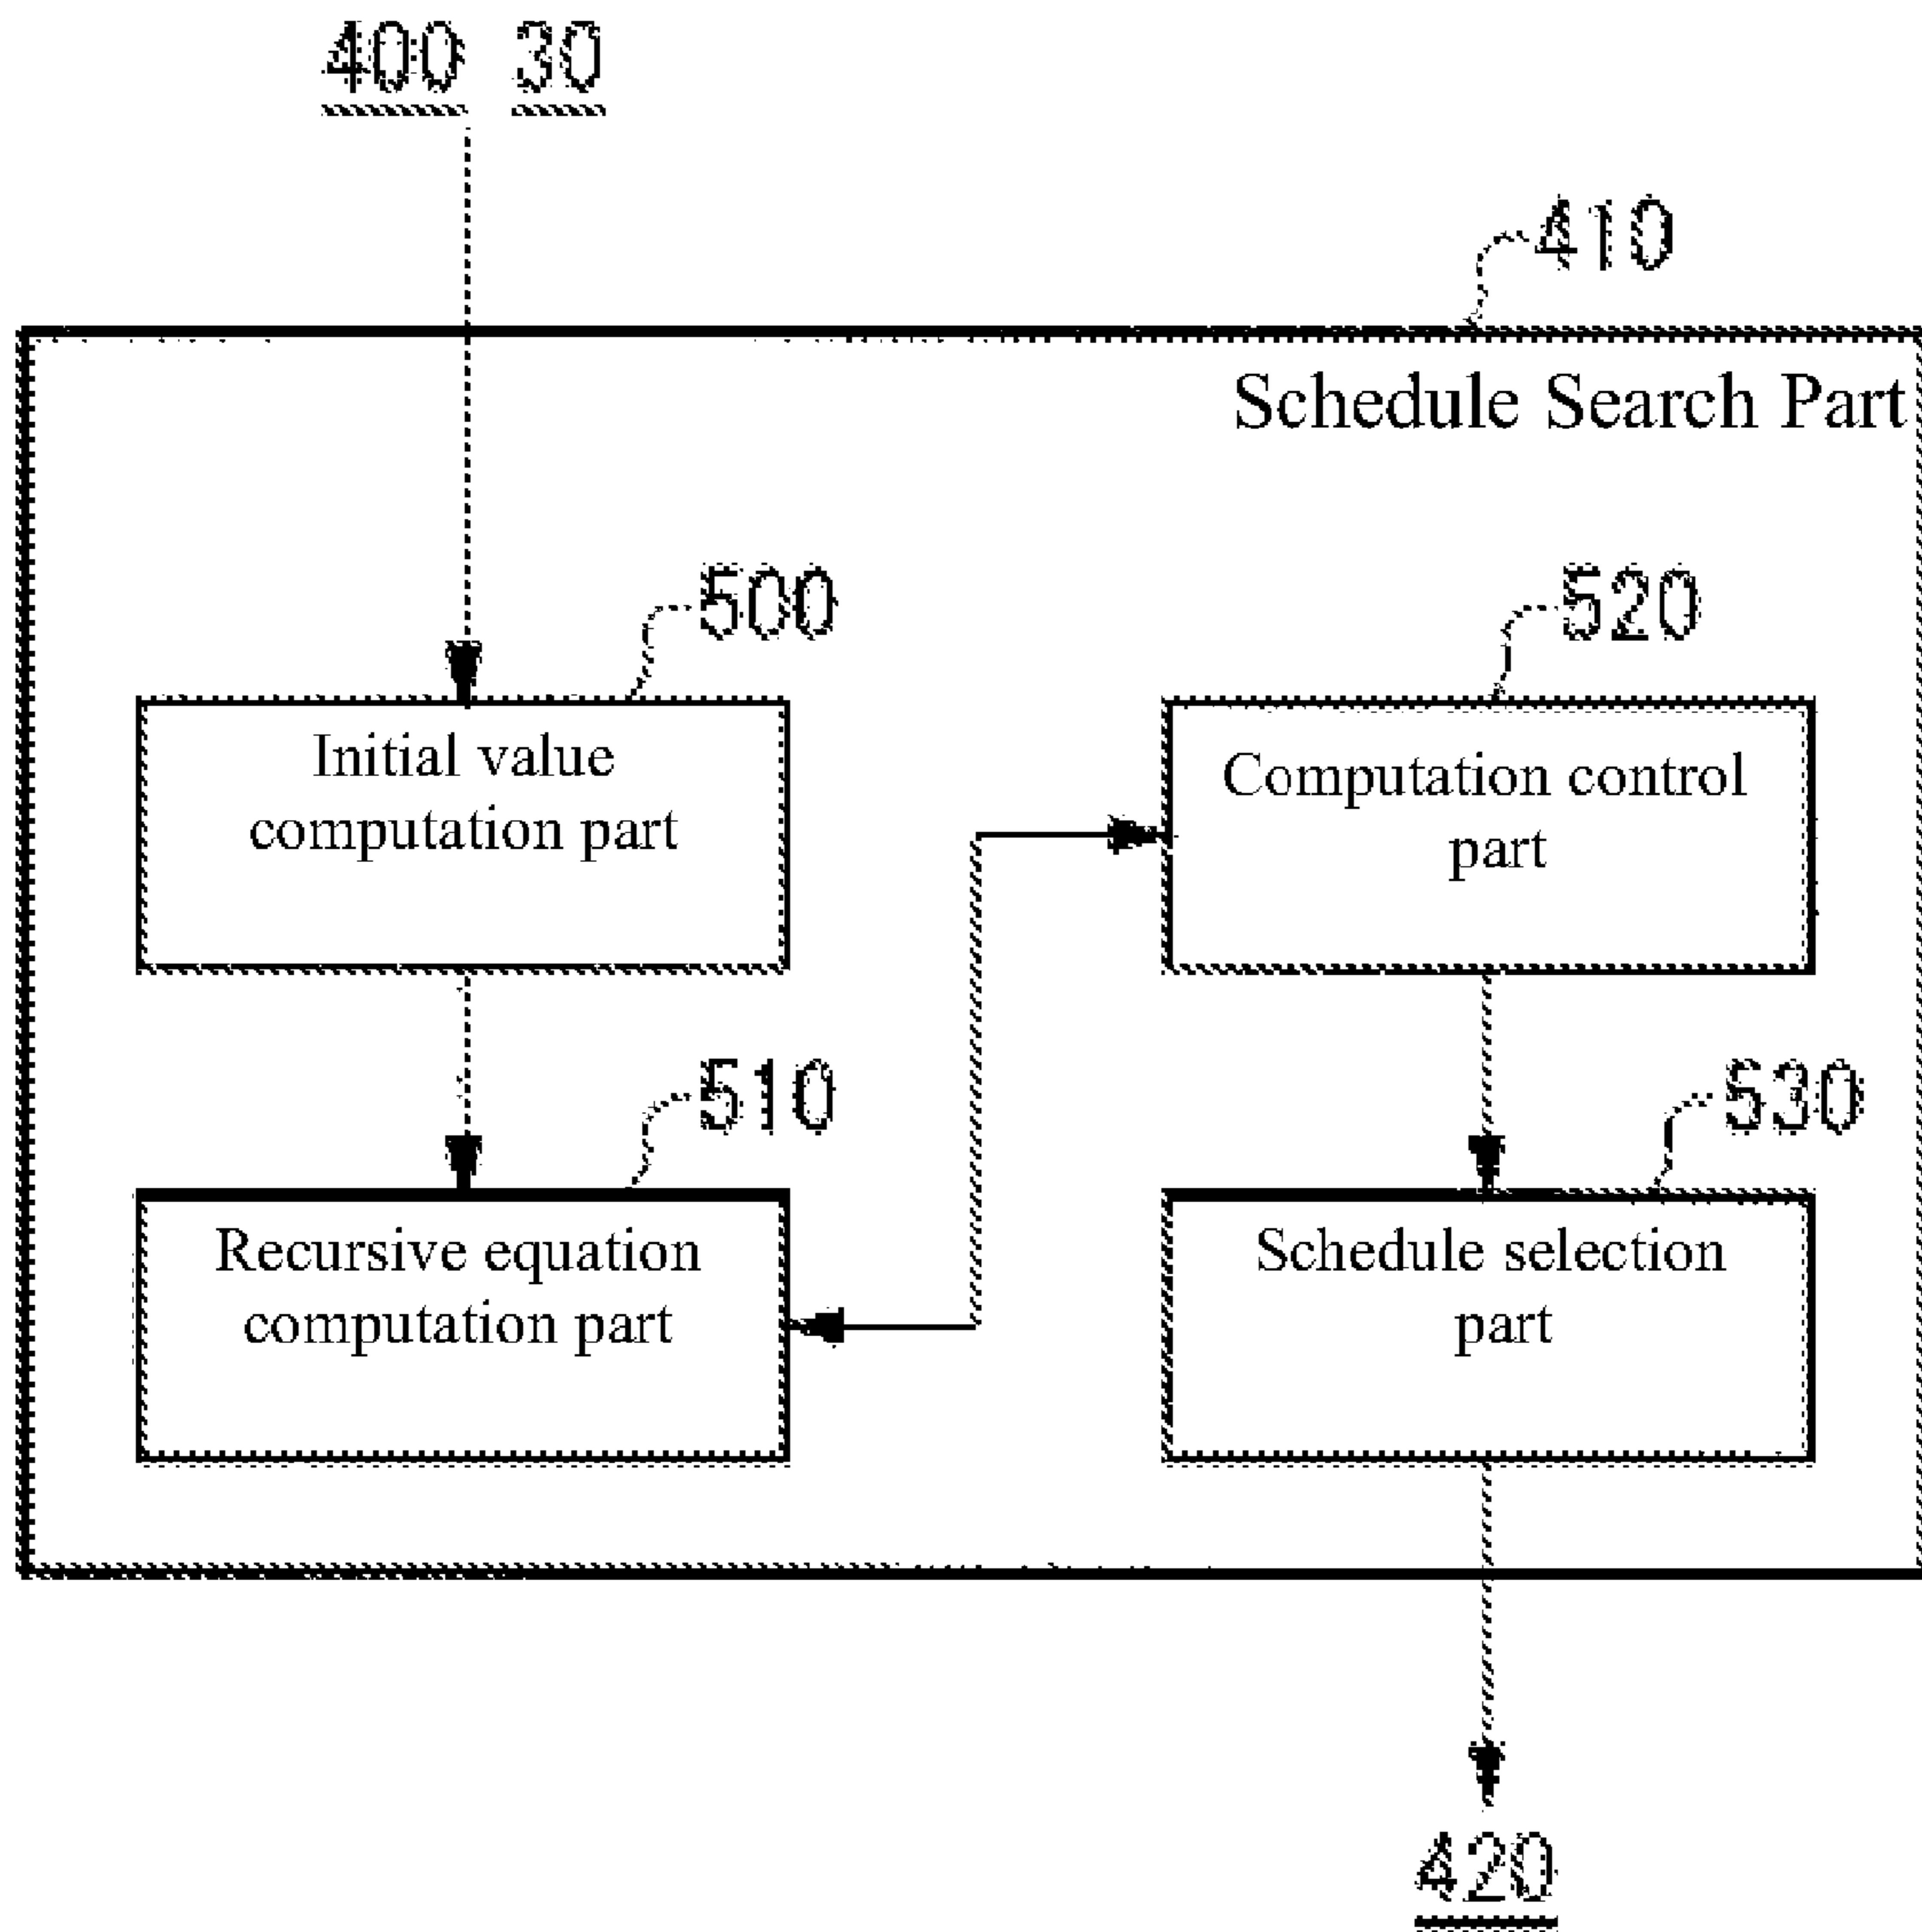 400 30
410
Schedule Search Part
500
520
Initial value
computation part
Computation control
part
510
530
Recursive equation
computation part
Schedule selection
part
420